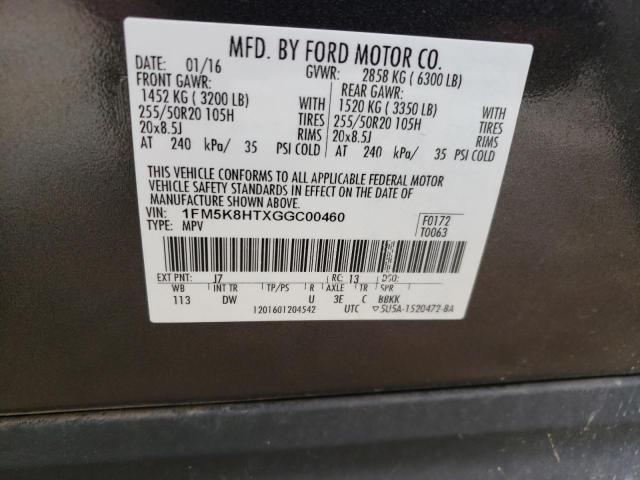 MFD. BY FORD MOTOR CO.
DATE: 01/16 GVWR: 2858 KG ( 6300 LB)
FRONT GAWR: REAR GAWR:
1452 KG ( 3200 LB) WITH 1520 KG ( 3350 LB) WITH
255/50R20 105H TIRES 255/50R20 105H TIRES
20x8.5J RIMS 20x8.5J RIMS
AT 240 kPa/ 35 PSI COLD AT 240 kPa/ 35 PSI COLD
THIS VEHICLE CONFORMS TO ALL APPLICABLE FEDERAL MOTOR
VEHICLE SAFETY STANDARDS IN EFFECT ON THE DATE OF
MANUFACTURE SHOWN ABOVE.
VIN: 1FM5K8HTXGGC00460 F0172
TYPE: MPV T0063
EXT PNT: J7 RC: 13 DSO:
WB INT TR TP/PS R AXLE TR SPR
113 DW U 3E C BBKK
1201601204542 UTC ▽5U5A-1520472-BA